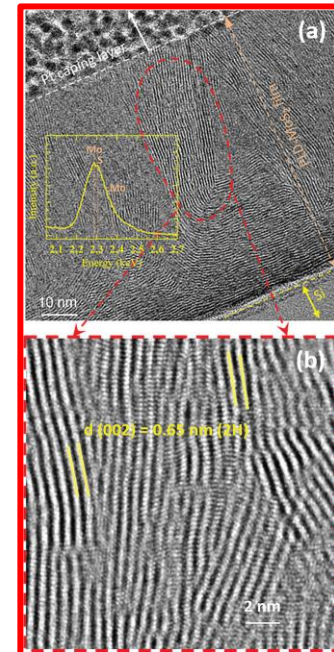 (a)
Pt caping layer
PLD-MoS₂ film
Mo
S
Mo
Intensity (a.u.)
2,1 2,2 2,3 2,4 2,5 2,6 2,7
Energy (keV)
10 nm
Si
(b)
d (002) = 0.65 nm (2H)
2 nm